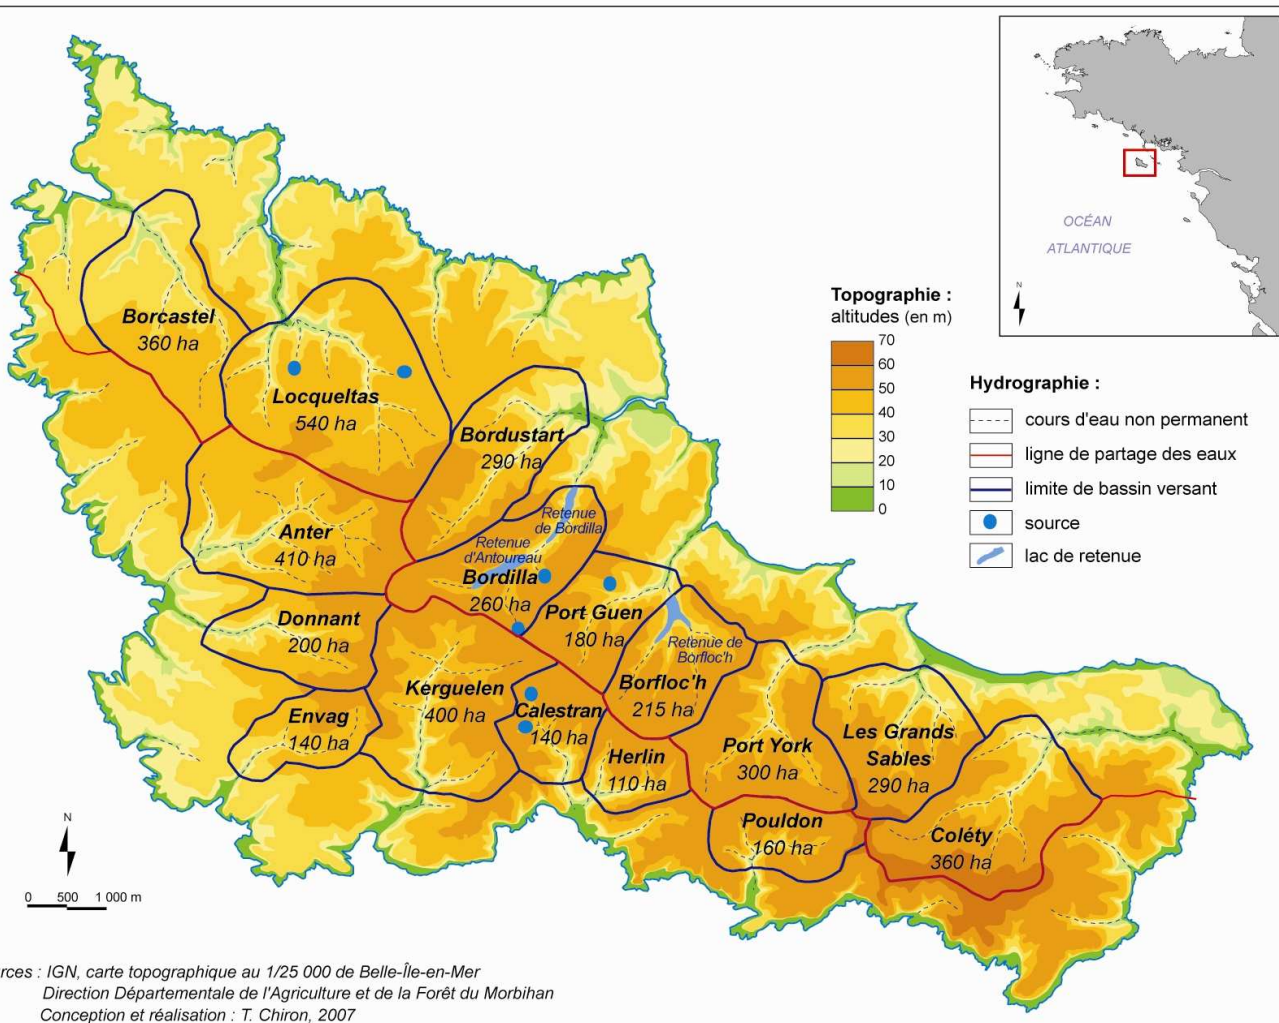 OCÉAN
ATLANTIQUE
N
Topographie :
altitudes (en m)
70
60
50
40
30
20
10
0
Hydrographie :
cours d'eau non permanent
ligne de partage des eaux
limite de bassin versant
source
lac de retenue
Borcastel
360 ha
Locqueltas
540 ha
Bordustart
290 ha
Retenue
de Bordilla
Anter
410 ha
Retenue
d'Antoureau
Bordilla
260 ha
Port Guen
180 ha
Donnant
200 ha
Retenue de
Borfloc'h
Borfloc'h
215 ha
Kerguelen
400 ha
Calestran
140 ha
Envag
140 ha
Herlin
110 ha
Port York
300 ha
Les Grands
Sables
290 ha
Pouldon
160 ha
Coléty
360 ha
N
0 500 1 000 m
rces : IGN, carte topographique au 1/25 000 de Belle-Île-en-Mer
Direction Départementale de l'Agriculture et de la Forêt du Morbihan
Conception et réalisation : T. Chiron, 2007